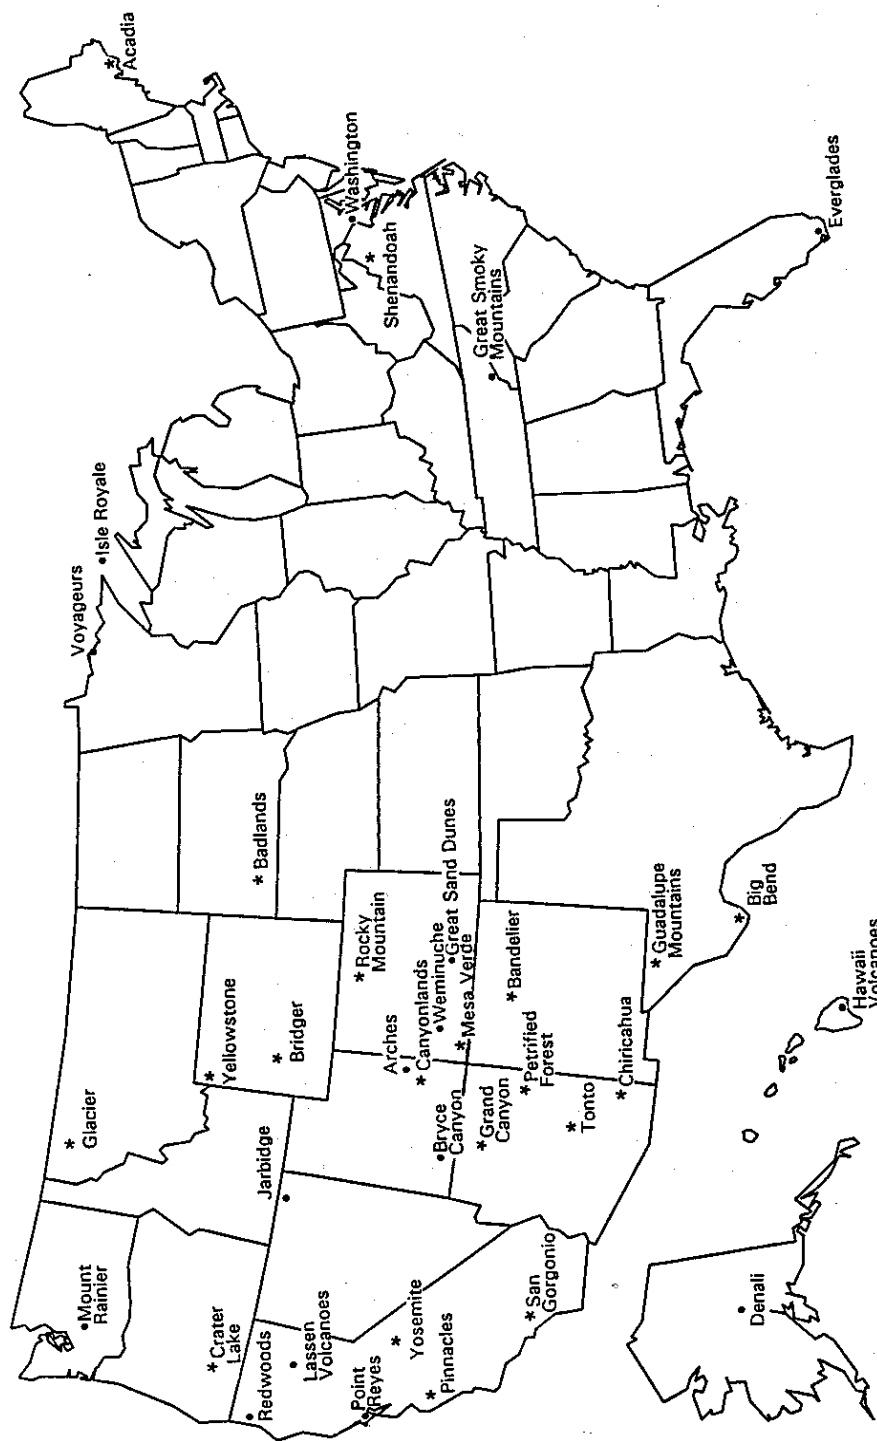 Acadia
Washington
Shenandoah
Great Smoky
Mountains
Everglades
Isle Royale
Voyageurs
Badlands
Rocky
Mountain
Great Sand Dunes
Weminuche
Canyonlands
Arches
Mesa Verde
Bandelier
Guadalupe
Mountains
Big
Bend
Yellowstone
Bridger
Glacier
Jarbidge
Bryce
Canyon
Grand
Canyon
Petrified
Forest
Tonto
Chiricahua
Mount
Rainier
Crater
Lake
Redwoods
Lassen
Volcanoes
Point
Reyes
Yosemite
Pinnacles
San
Gorgonio
Denali
Hawaii
Volcanoes